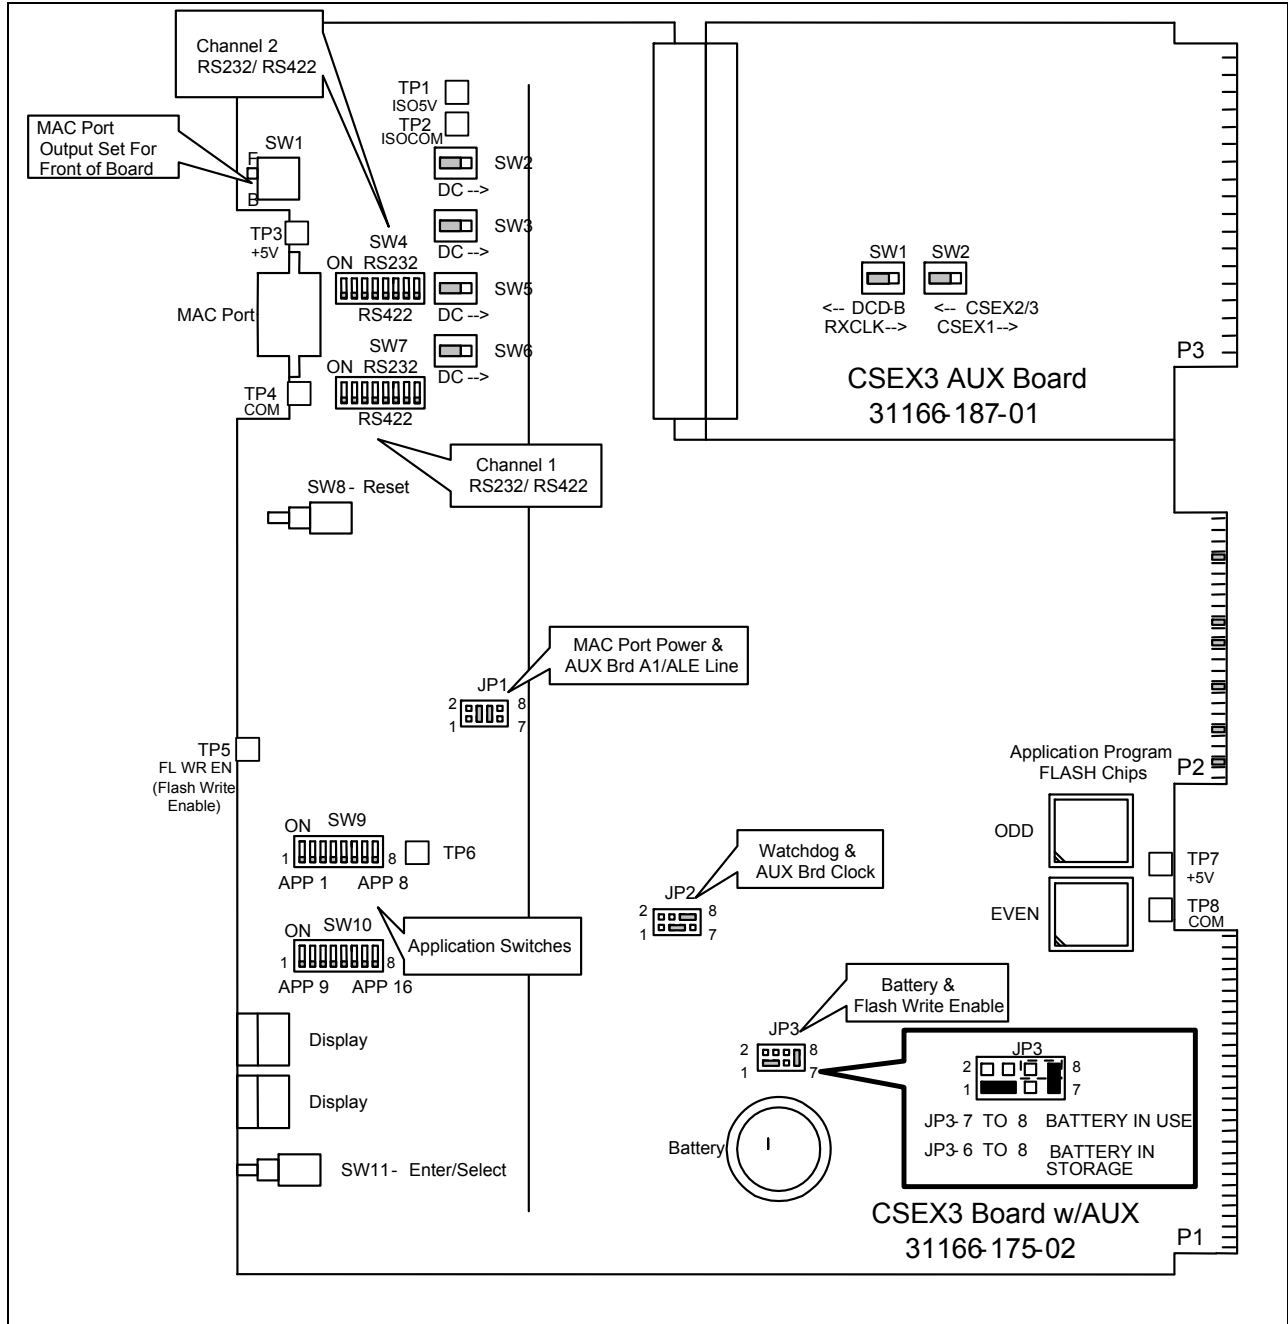 Channel 2
RS232/ RS422
MAC Port
Output Set For
Front of Board
SW1
F
B
TP1
ISO5V
TP2
ISOCOM
SW2
DC -->
SW3
DC -->
SW5
DC -->
SW6
DC -->
TP3
+5V
SW4
ON RS232
RS422
MAC Port
SW7
ON RS232
RS422
TP4
COM
Channel 1
RS232/ RS422
SW8 - Reset
SW1 SW2
<-- DCD-B <-- CSEX2/3
RXCLK--> CSEX1-->
P3
CSEX3 AUX Board
31166-187-01
MAC Port Power &
AUX Brd A1/ALE Line
JP1
2 8
1 7
TP5
FL WR EN
(Flash Write
Enable)
Application Program
FLASH Chips
P2
ODD
EVEN
TP7
+5V
TP8
COM
ON SW9
1 8
APP 1 APP 8
TP6
Watchdog &
AUX Brd Clock
JP2
2 8
1 7
ON SW10
1 8
APP 9 APP 16
Application Switches
Battery &
Flash Write Enable
JP3
2 8
1 7
JP3
2 8
1 7
JP3-7 TO 8 BATTERY IN USE
JP3-6 TO 8 BATTERY IN
STORAGE
Display
Display
Battery
SW11 - Enter/Select
CSEX3 Board w/AUX
31166-175-02
P1